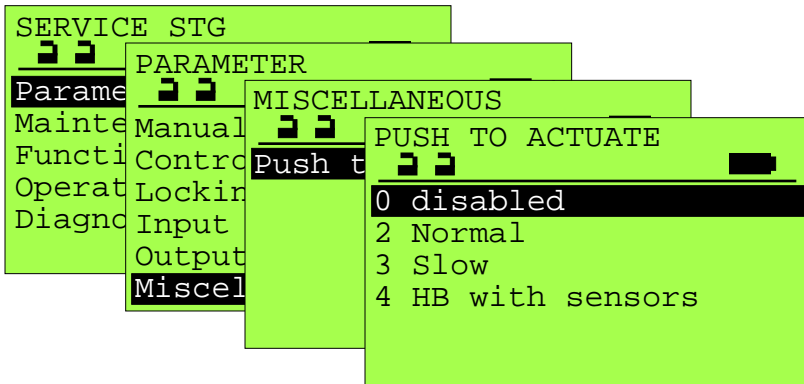 SERVICE STG
Parame
Mainte
Functi
Operat
Diagno
PARAMETER
Manual
Contro
Lockin
Input
Output
Miscel
MISCELLANEOUS
Push t
PUSH TO ACTUATE
0 disabled
2 Normal
3 Slow
4 HB with sensors